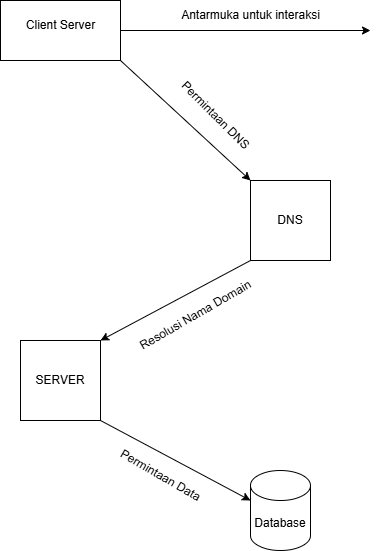 Antarmuka untuk interaksi
Client Server
Permintaan DNS
DNS
Resolusi Nama Domain
SERVER
Permintaan Data
Database